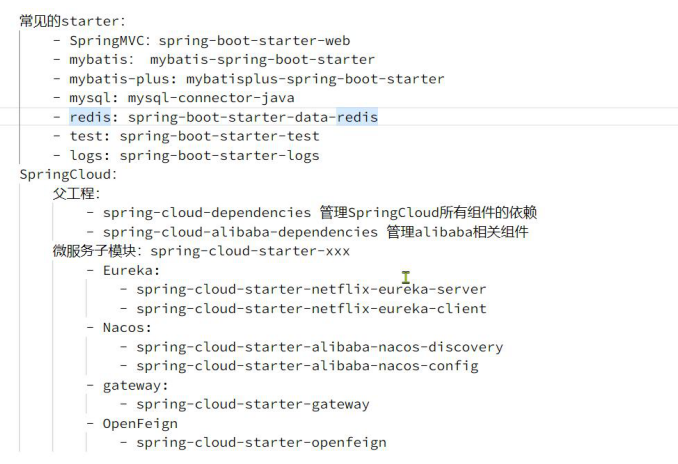 常见的starter：
- SpringMVC：spring-boot-starter-web
- mybatis： mybatis-spring-boot-starter
- mybatis-plus: mybatisplus-spring-boot-starter
- mysql: mysql-connector-java
- redis: spring-boot-starter-data-redis
- test: spring-boot-starter-test
- logs: spring-boot-starter-logs
SpringCloud：
父工程：
- spring-cloud-dependencies 管理SpringCloud所有组件的依赖
- spring-cloud-alibaba-dependencies 管理alibaba相关组件
微服务子模块：spring-cloud-starter-xxx
- Eureka:
- spring-cloud-starter-netflix-eureka-server
- spring-cloud-starter-netflix-eureka-client
- Nacos:
- spring-cloud-starter-alibaba-nacos-discovery
- spring-cloud-starter-alibaba-nacos-config
- gateway:
- spring-cloud-starter-gateway
- OpenFeign
- spring-cloud-starter-openfeign